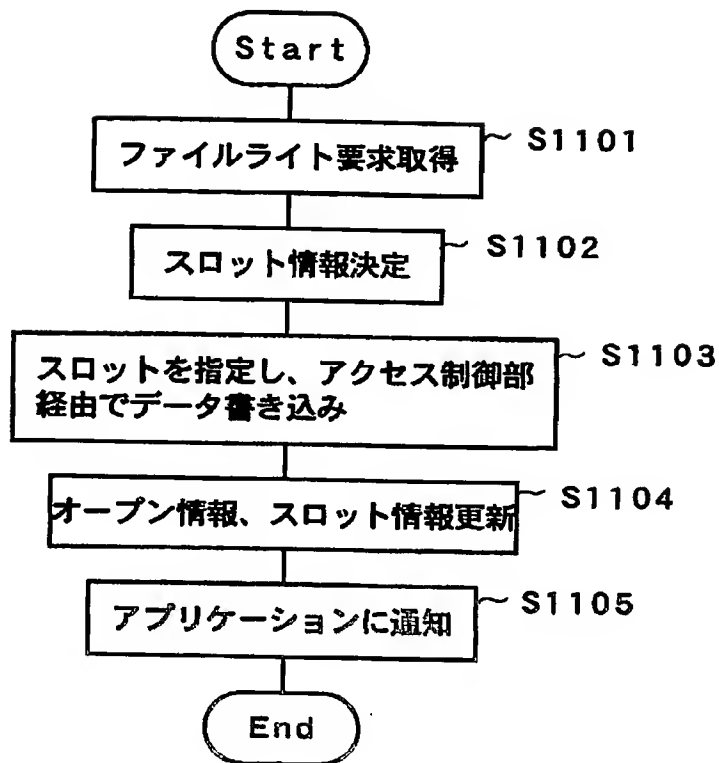 Start
ファイルライト要求取得
S1101
スロット情報決定
S1102
スロットを指定し、アクセス制御部
経由でデータ書き込み
S1103
オープン情報、スロット情報更新
S1104
アプリケーションに通知
S1105
End